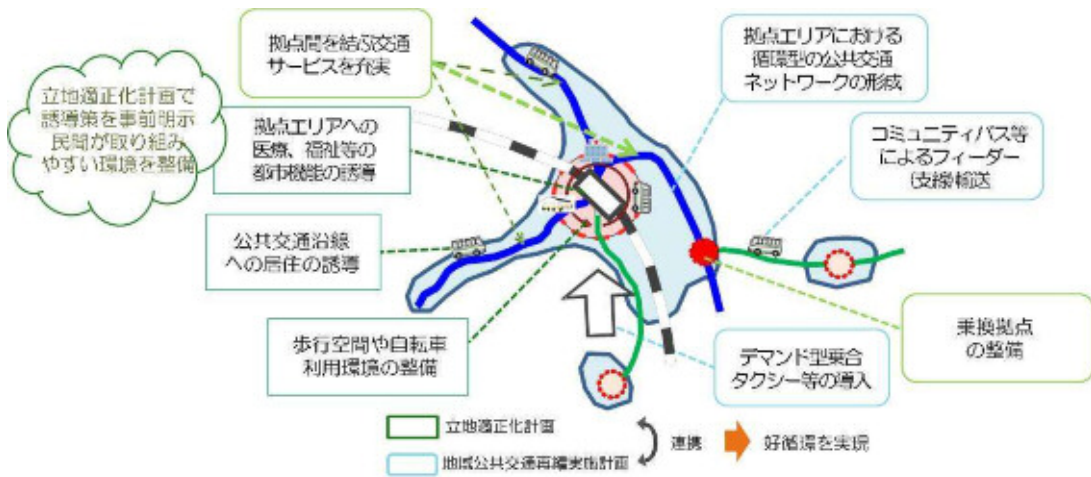 拠点間を結ぶ交通
サービスを充実
立地適正化計画で
誘導策を事前明示
民間が取り組み
やすい環境を整備
拠点エリアへの
医療、福祉等の
都市機能の誘導
公共交通沿線
への居住の誘導
歩行空間や自転車
利用環境の整備
拠点エリアにおける
循環型の公共交通
ネットワークの形成
コミュニティバス等
によるフィーダー
(支線)輸送
乗換拠点
の整備
デマンド型乗合
タクシー等の導入
立地適正化計画
地域公共交通再編実施計画
連携
好循環を実現